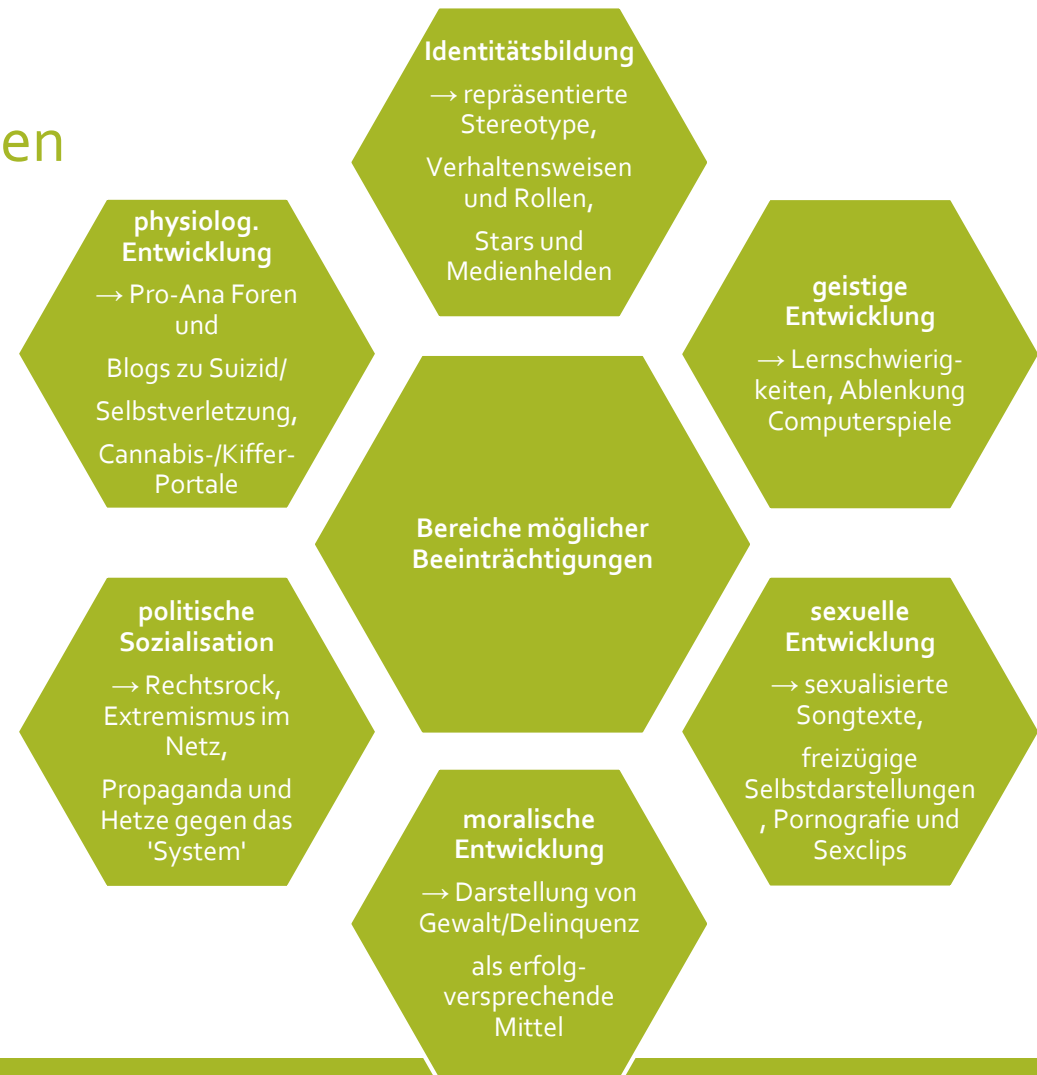 en
Identitätsbildung
→ repräsentierte
Stereotype,
Verhaltensweisen
und Rollen,
Stars und
Medienhelden
physiolog.
Entwicklung
→ Pro-Ana Foren
und
Blogs zu Suizid/
Selbstverletzung,
Cannabis-/Kiffer-
Portale
geistige
Entwicklung
→ Lernschwierig-
keiten, Ablenkung
Computerspiele
Bereiche möglicher
Beeinträchtigungen
politische
Sozialisation
→ Rechtsrock,
Extremismus im
Netz,
Propaganda und
Hetze gegen das
'System'
sexuelle
Entwicklung
→ sexualisierte
Songtexte,
freizügige
Selbstdarstellungen
, Pornografie und
Sexclips
moralische
Entwicklung
→ Darstellung von
Gewalt/Delinquenz
als erfolg-
versprechende
Mittel